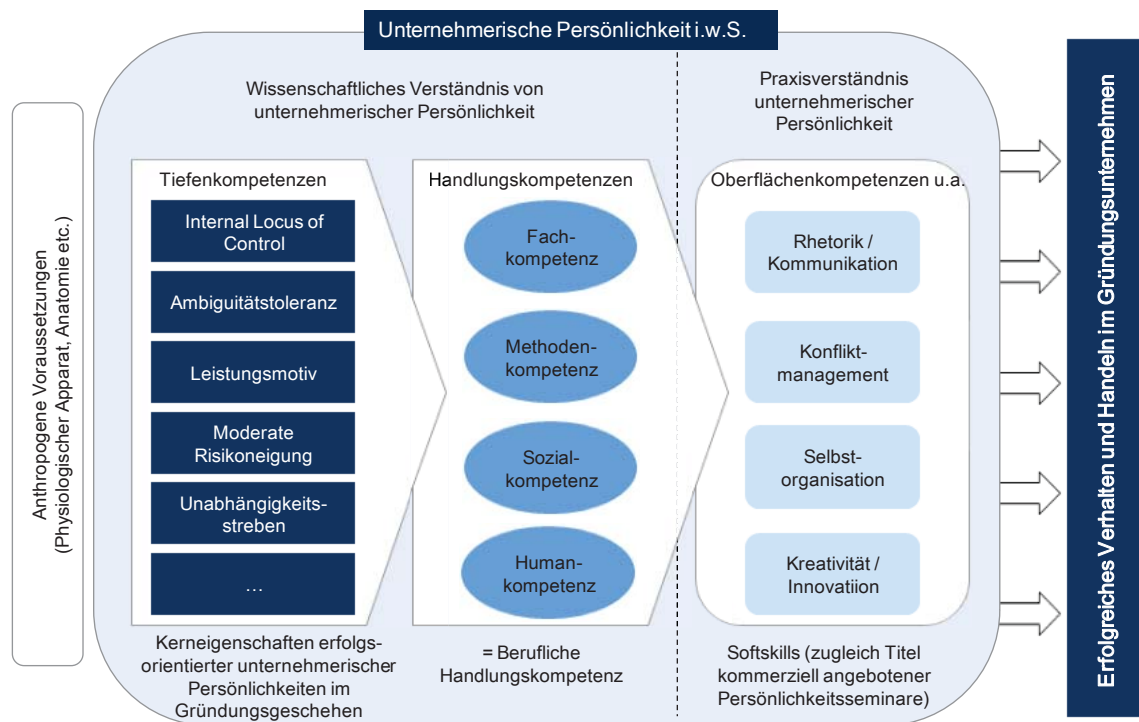 Unternehmerische Persönlichkeit i.w.S.
Wissenschaftliches Verständnis von
unternehmerischer Persönlichkeit
Praxisverständnis
unternehmerischer
Persönlichkeit
Anthropogene Voraussetzungen
(Physiologischer Apparat, Anatomie etc.)
Tiefenkompetenzen
Internal Locus of
Control
Ambiguitätstoleranz
Leistungsmotiv
Moderate
Risikoneigung
Unabhängigkeits-
streben
...
Kerneigenschaften erfolgs-
orientierter unternehmerischer
Persönlichkeiten im
Gründungsgeschehen
Handlungskompetenzen
Fach-
kompetenz
Methoden-
kompetenz
Sozial-
kompetenz
Human-
kompetenz
= Berufliche
Handlungskompetenz
Oberflächenkompetenzen u.a.
Rhetorik /
Kommunikation
Konflikt-
management
Selbst-
organisation
Kreativität /
Innovatiion
Softskills (zugleich Titel
kommerziell angebotener
Persönlichkeitsseminare)
Erfolgreiches Verhalten und Handeln im Gründungsunternehmen